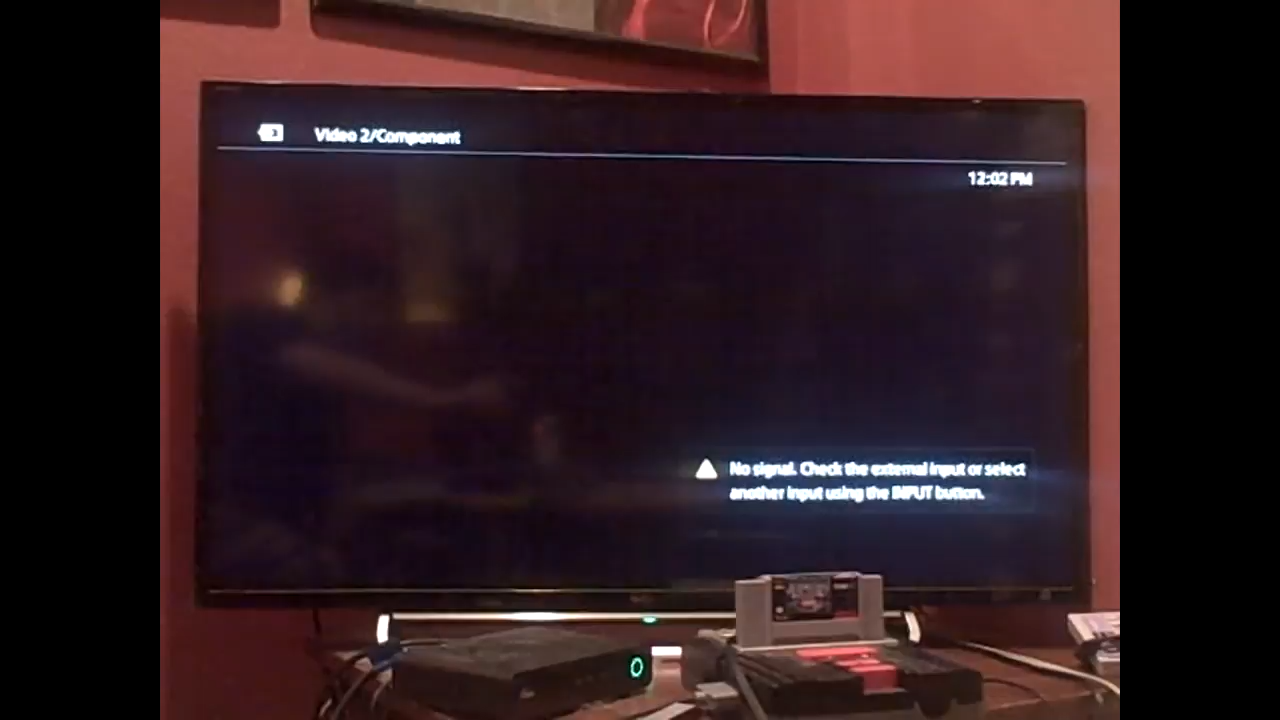 Video 2/Component
12:02 PM
No signal. Check the external input or select
another input using the INPUT button.